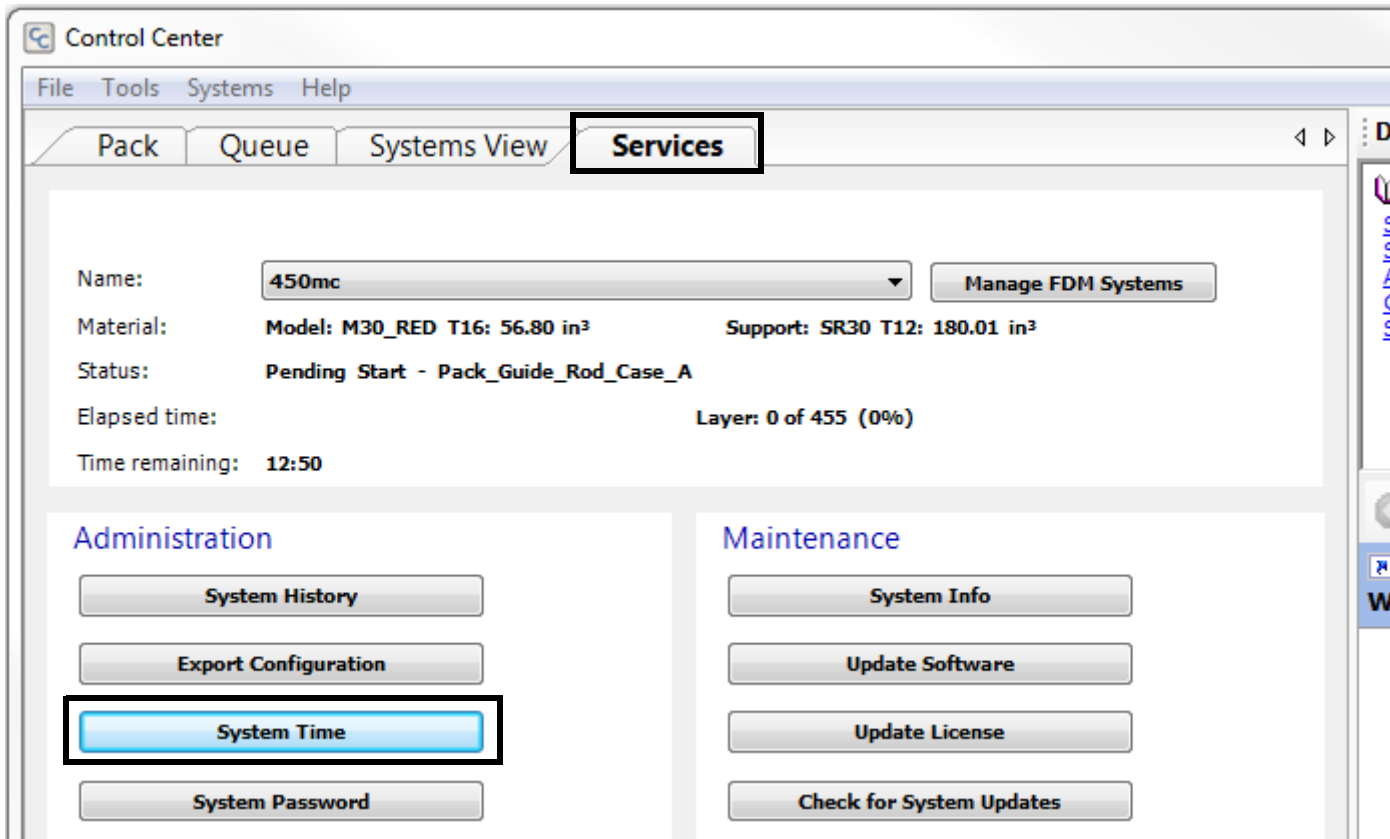 Control Center
File Tools Systems Help
Pack Queue Systems View Services
Name: 450mc Manage FDM Systems
Material: Model: M30_RED T16: 56.80 in³ Support: SR30 T12: 180.01 in³
Status: Pending Start - Pack_Guide_Rod_Case_A
Elapsed time: Layer: 0 of 455 (0%)
Time remaining: 12:50
Administration Maintenance
System History System Info
Export Configuration Update Software
System Time Update License
System Password Check for System Updates